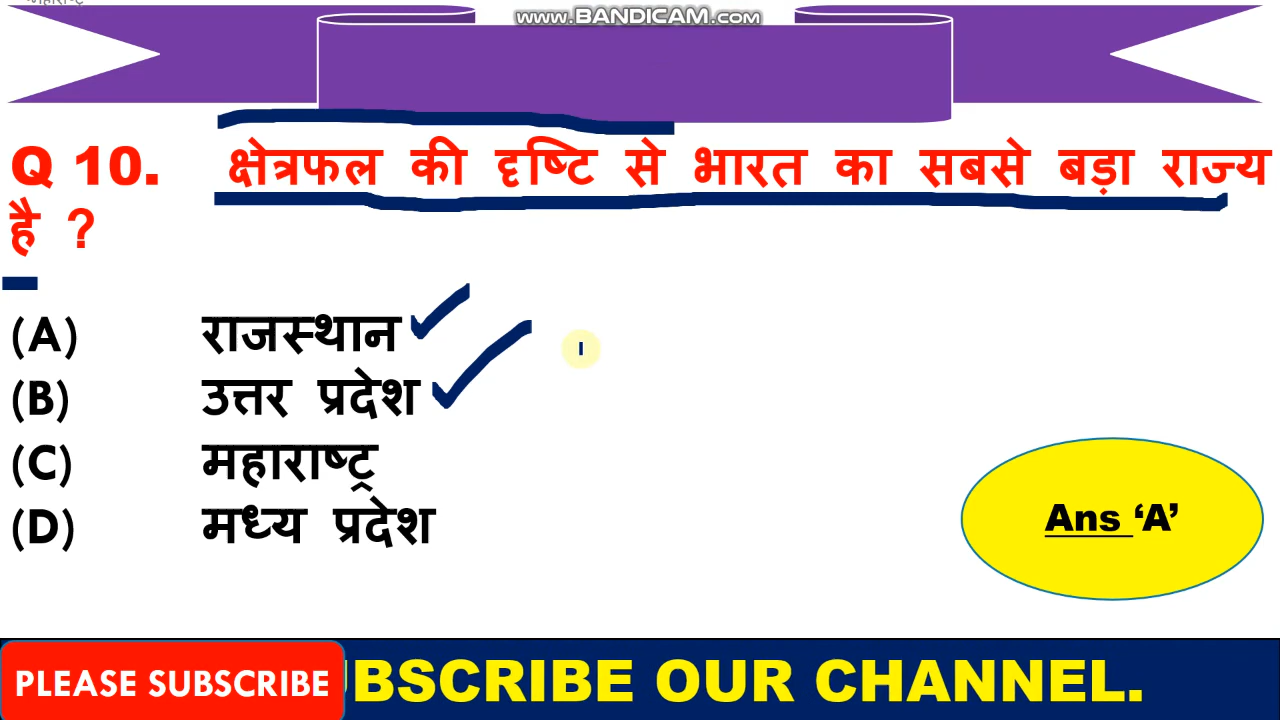 www.BANDICAM.com
Q 10. क्षेत्रफल की दृष्टि से भारत का सबसे बड़ा राज्य
है ?
(A) राजस्थान
(B) उत्तर प्रदेश
(C) महाराष्ट्र
(D) मध्य प्रदेश
Ans ‘A’
PLEASE SUBSCRIBE
UBSCRIBE OUR CHANNEL.